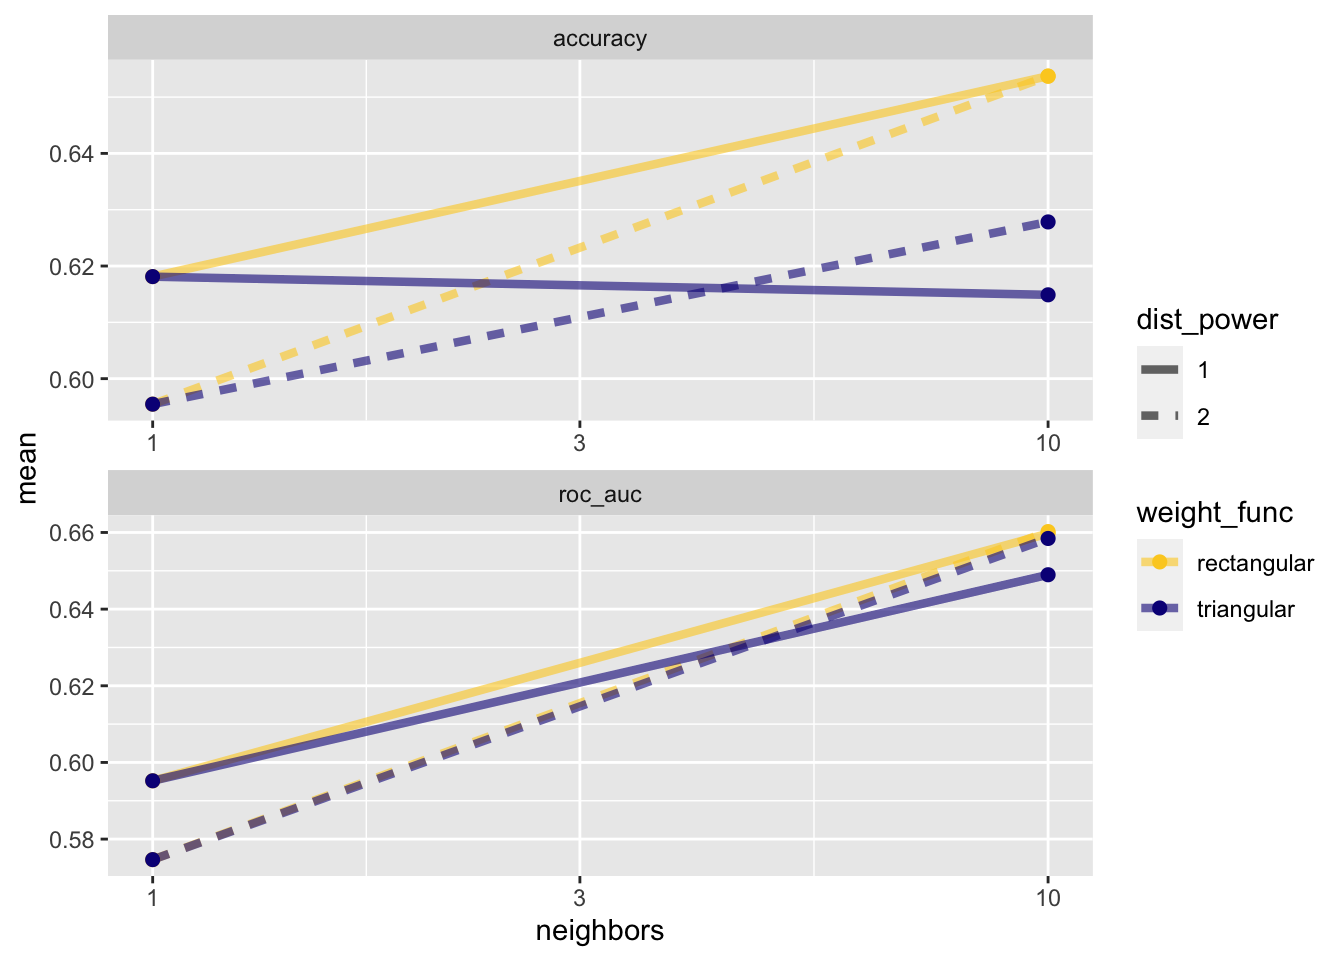 accuracy
0.64
0.62
0.60
1 3 10
mean
roc_auc
0.66
0.64
0.62
0.60
0.58
1 3 10
neighbors
dist_power
1
2
weight_func
rectangular
triangular